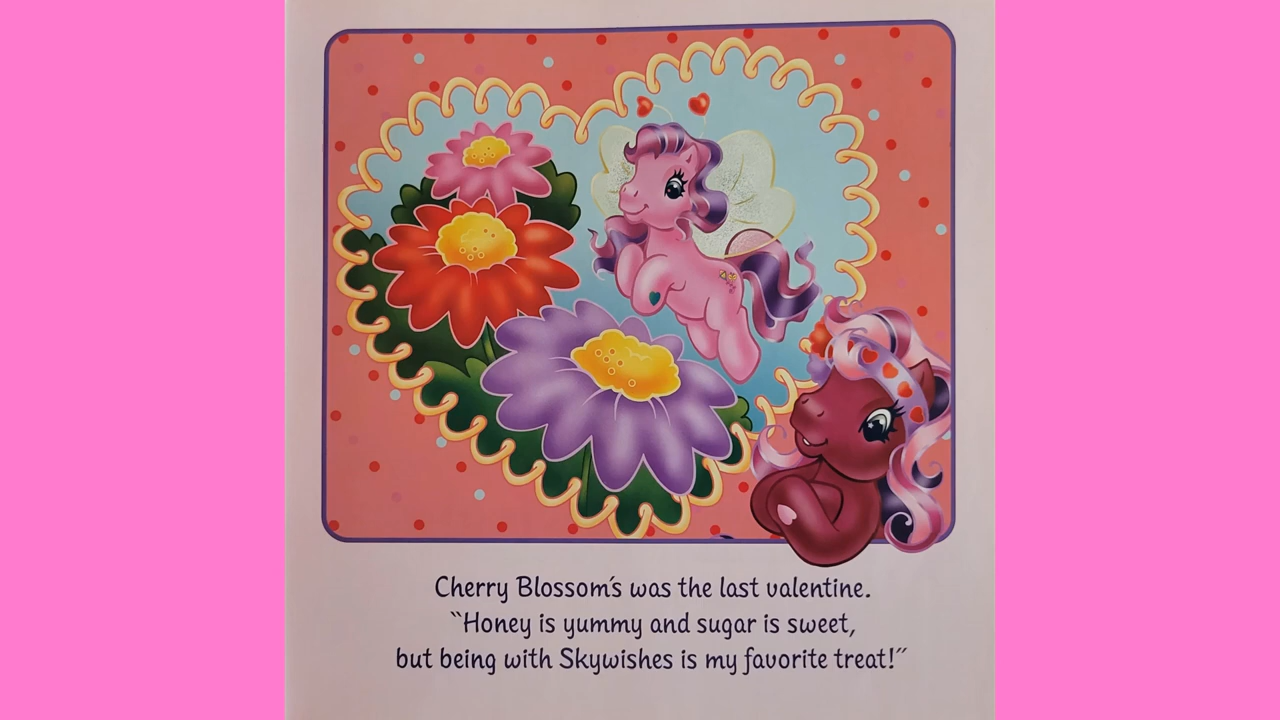 Cherry Blossom's was the last valentine.
“Honey is yummy and sugar is sweet,
but being with Skywishes is my favorite treat!”